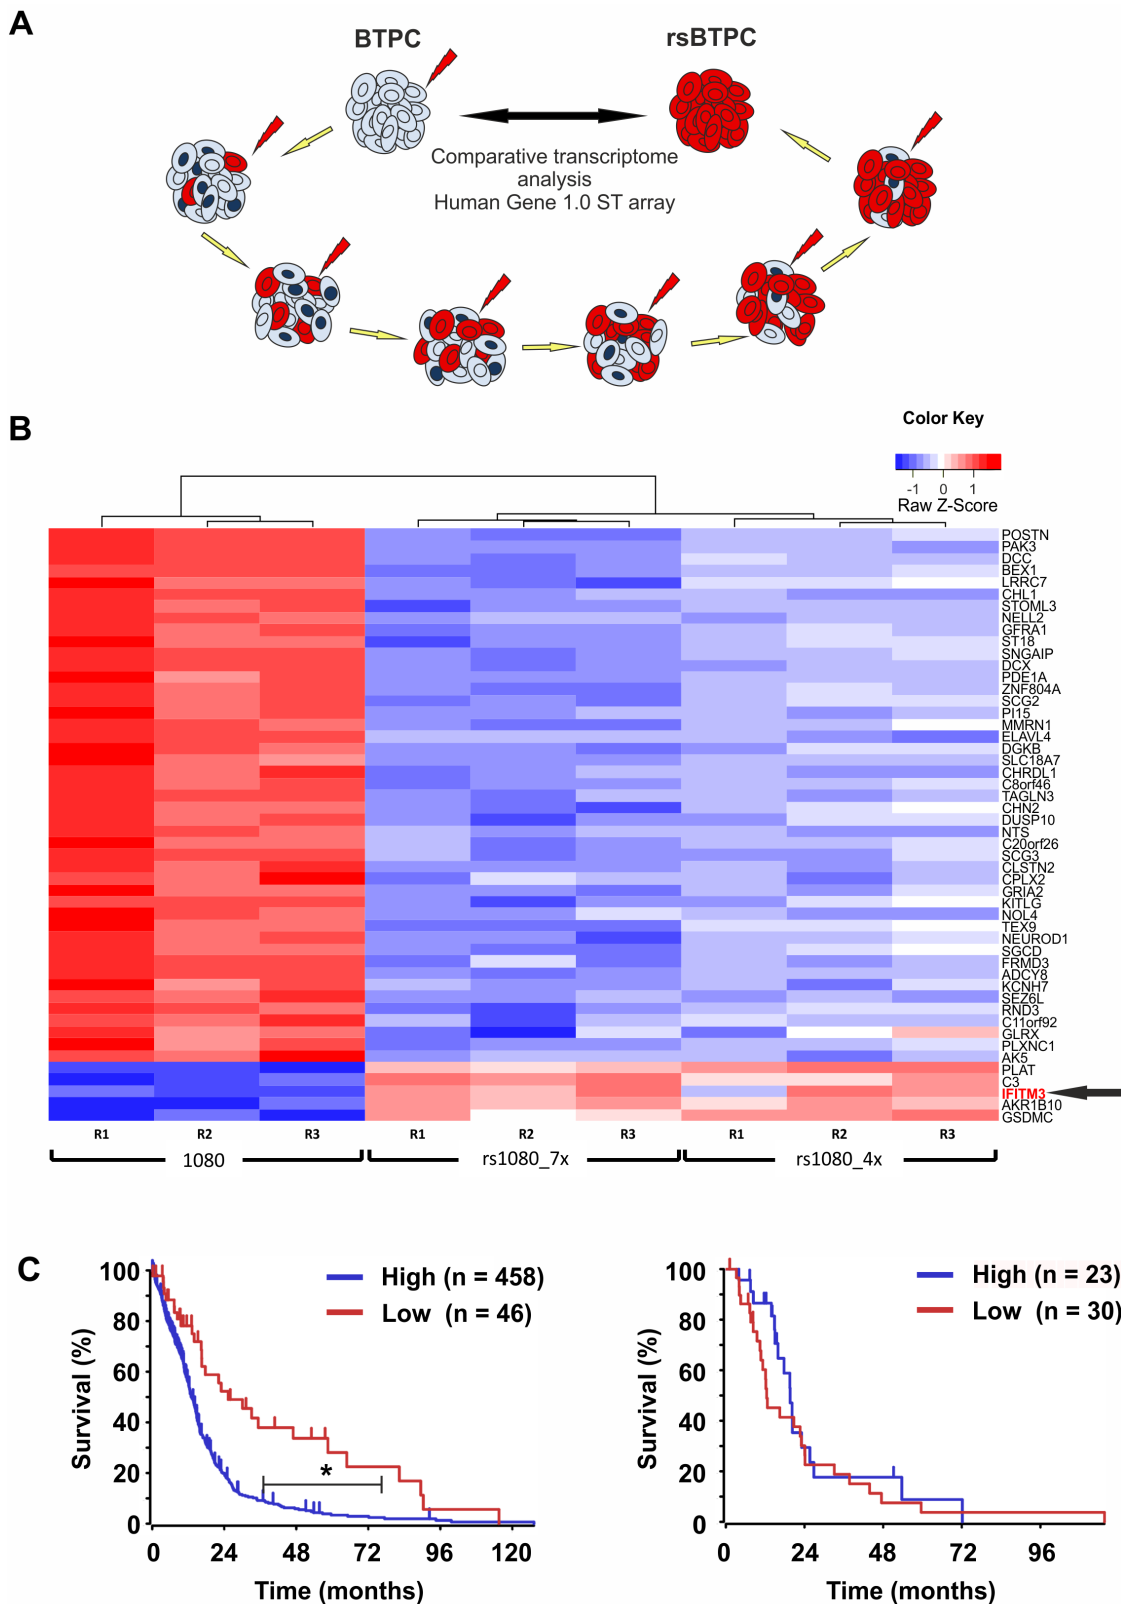 A
BTPC
rsBTPC
Comparative transcriptome
analysis
Human Gene 1.0 ST array
B
Color Key
-1 0 1
Raw Z-Score
POSTN
PAK3
DCC
BEX1
LRRC7
CHL1
STOML3
NELL2
GFRA1
ST18
SNGAIP
DCX
PDE1A
ZNF804A
SCG2
PI15
MMRN1
ELAVL4
DGKB
SLC18A7
CHRDL1
C8orf46
TAGLN3
CHN2
DUSP10
NTS
C20orf26
SCG3
CLSTN2
CPLX2
GRIA2
KITLG
NOL4
TEX9
NEUROD1
SGCD
FRMD3
ADCY8
KCNH7
SEZ6L
RND3
C11orf92
GLRX
PLXNC1
AK5
PLAT
C3
IFITM3
AKR1B10
GSDMC
R1 R2 R3 R1 R2 R3 R1 R2 R3
1080 rs1080_7x rs1080_4x
C
High (n = 458)
Low (n = 46)
100
80
60
40
20
0
Survival (%)
*
0 24 48 72 96 120
Time (months)
High (n = 23)
Low (n = 30)
100
80
60
40
20
0
Survival (%)
0 24 48 72 96
Time (months)